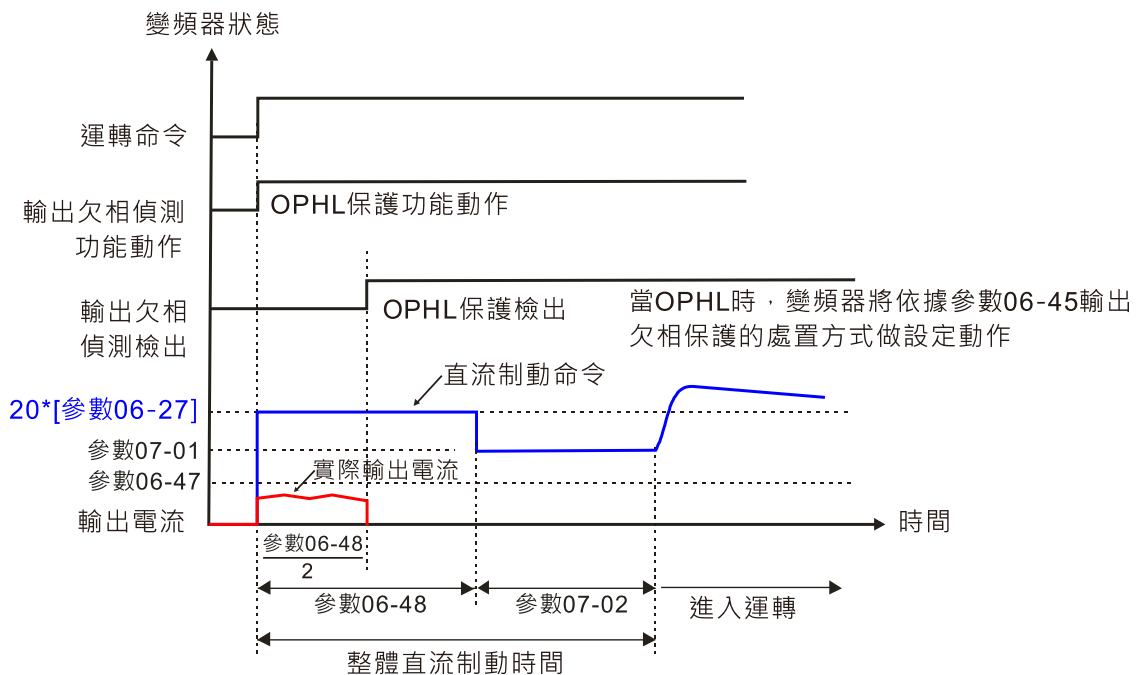 變頻器狀態
運轉命令
輸出欠相偵測
功能動作
OPHL保護功能動作
輸出欠相
偵測檢出
OPHL保護檢出
當OPHL時，變頻器將依據參數06-45輸出
欠相保護的處置方式做設定動作
直流制動命令
20*[參數06-27]
參數07-01
實際輸出電流
參數06-47
輸出電流
時間
參數06-48
2
參數06-48
參數07-02
進入運轉
整體直流制動時間